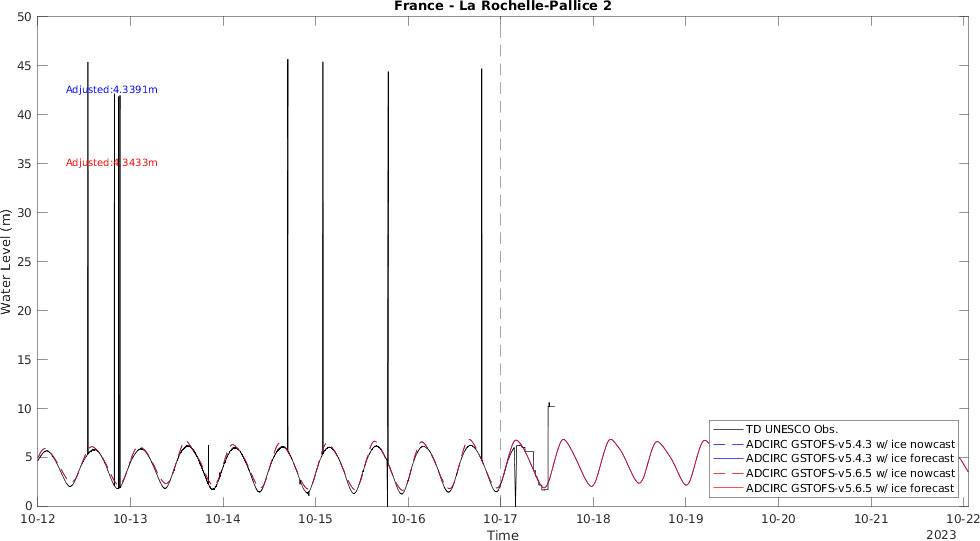 France - La Rochelle-Pallice 2
50
45
40
35
30
25
20
15
10
5
0
Water Level (m)
Adjusted:4.3391m
Adjusted:4.3433m
TD UNESCO Obs.
ADCIRC GSTOFS-v5.4.3 w/ ice nowcast
ADCIRC GSTOFS-v5.4.3 w/ ice forecast
ADCIRC GSTOFS-v5.6.5 w/ ice nowcast
ADCIRC GSTOFS-v5.6.5 w/ ice forecast
10-12 10-13 10-14 10-15 10-16 10-17 10-18 10-19 10-20 10-21 10-22
Time
2023